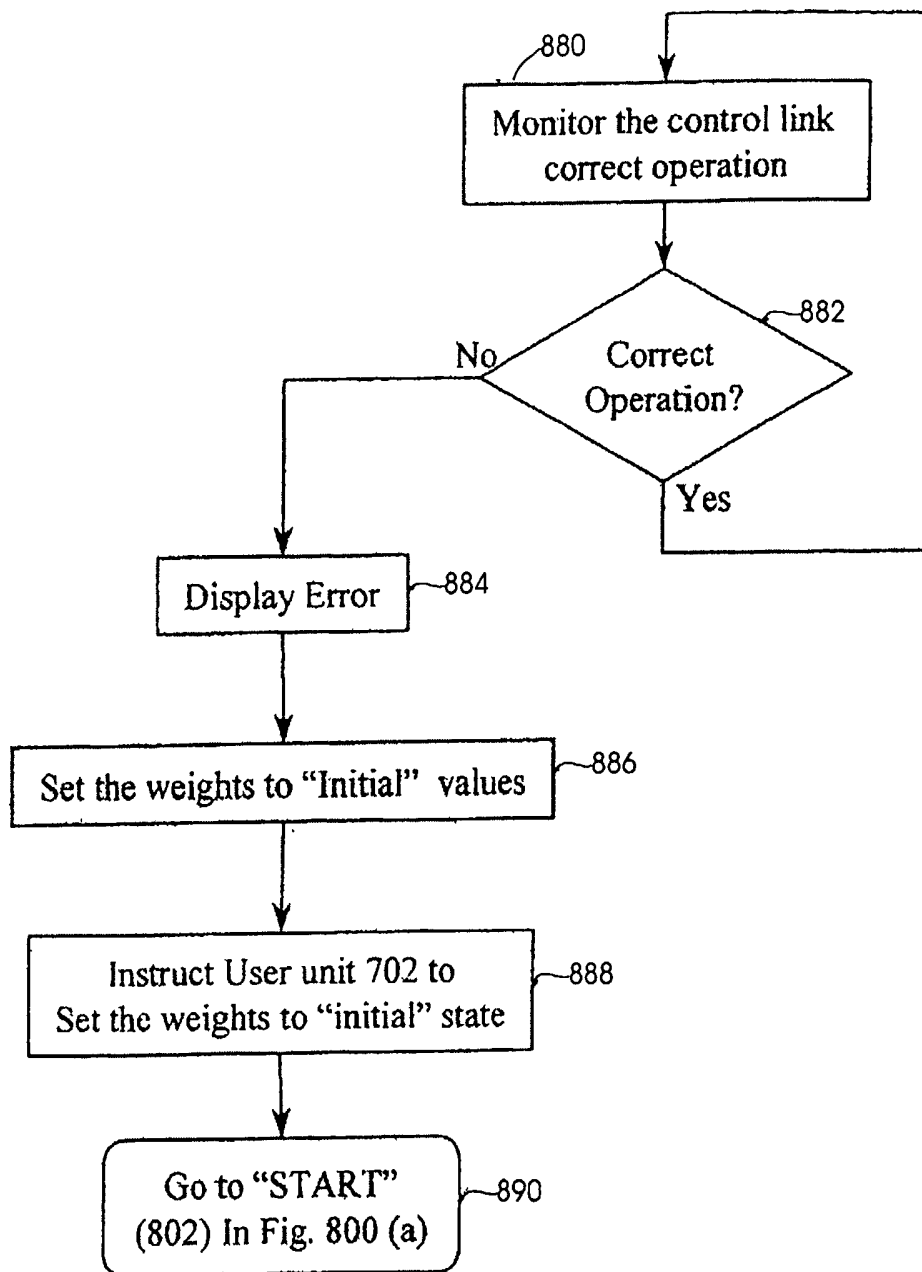 880
Monitor the control link
correct operation
882
Correct
Operation?
No
Yes
Display Error
884
Set the weights to “Initial” values
886
Instruct User unit 702 to
Set the weights to “initial” state
888
Go to “START”
(802) In Fig. 800 (a)
890